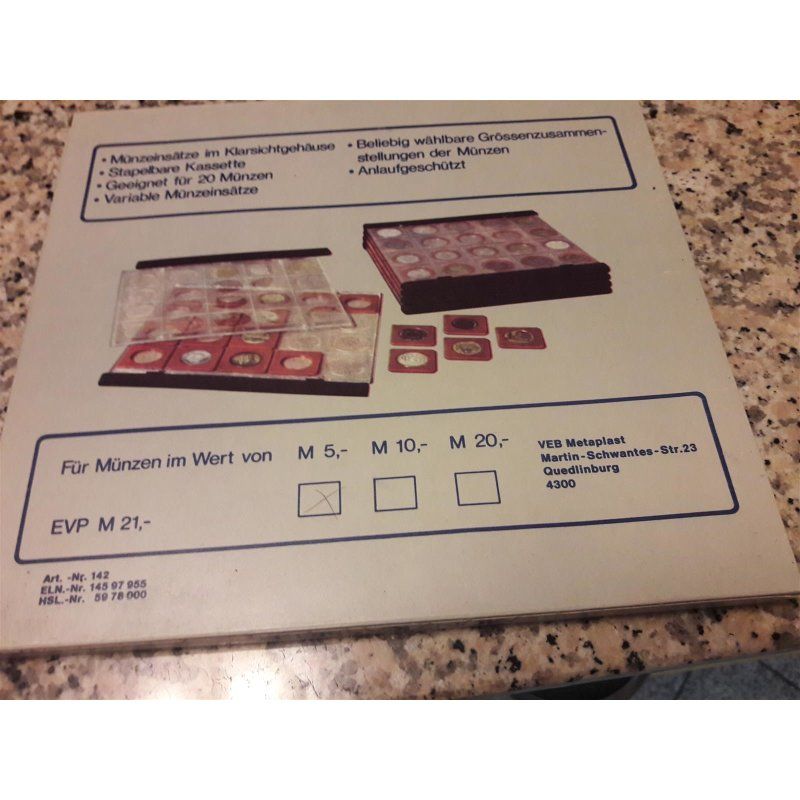 • Münzeinsätze im Klarsichtgehäuse
• Stapelbare Kassette
• Geeignet für 20 Münzen
• Variable Münzeinsätze
• Beliebig wählbare Grössenzusammen-
stellungen der Münzen
• Anlaufgeschützt
Für Münzen im Wert von M 5,- M 10,- M 20,-
EVP M 21,-
VEB Metaplast
Martin-Schwantes-Str.23
Quedlinburg
4300
Art. -Nr. 142
ELN.-Nr. 145 97 955
HSL.-Nr. 59 78 000